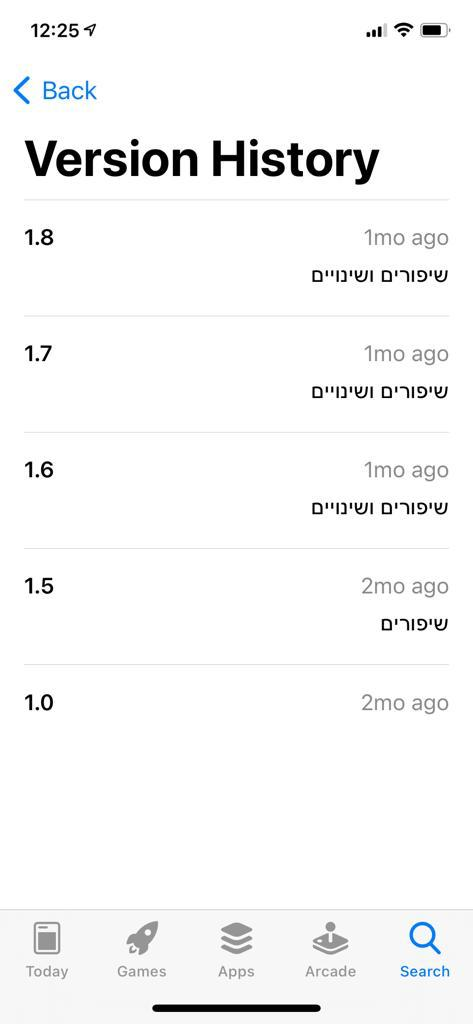 12:25
Back
Version History
1.8 1mo ago
שיפורים ושינויים
1.7 1mo ago
שיפורים ושינויים
1.6 1mo ago
שיפורים ושינויים
1.5 2mo ago
שיפורים
1.0 2mo ago
Today Games Apps Arcade Search